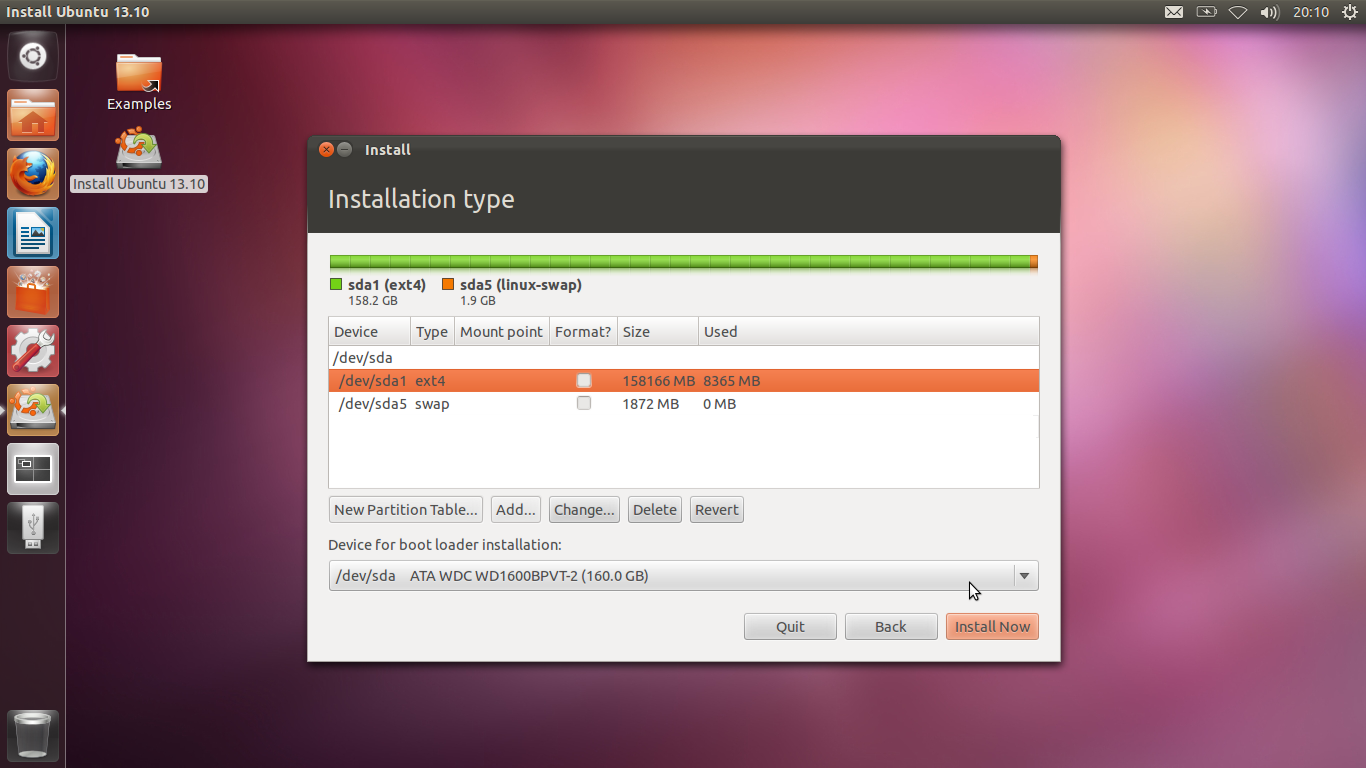 Install Ubuntu 13.10
20:10
Examples
Install Ubuntu 13.10
Install
Installation type
sda1 (ext4)
158.2 GB
sda5 (linux-swap)
1.9 GB
Device Type Mount point Format? Size Used
/dev/sda
/dev/sda1 ext4 158166 MB 8365 MB
/dev/sda5 swap 1872 MB 0 MB
New Partition Table... Add... Change... Delete Revert
Device for boot loader installation:
/dev/sda ATA WDC WD1600BPVT-2 (160.0 GB)
Quit Back Install Now